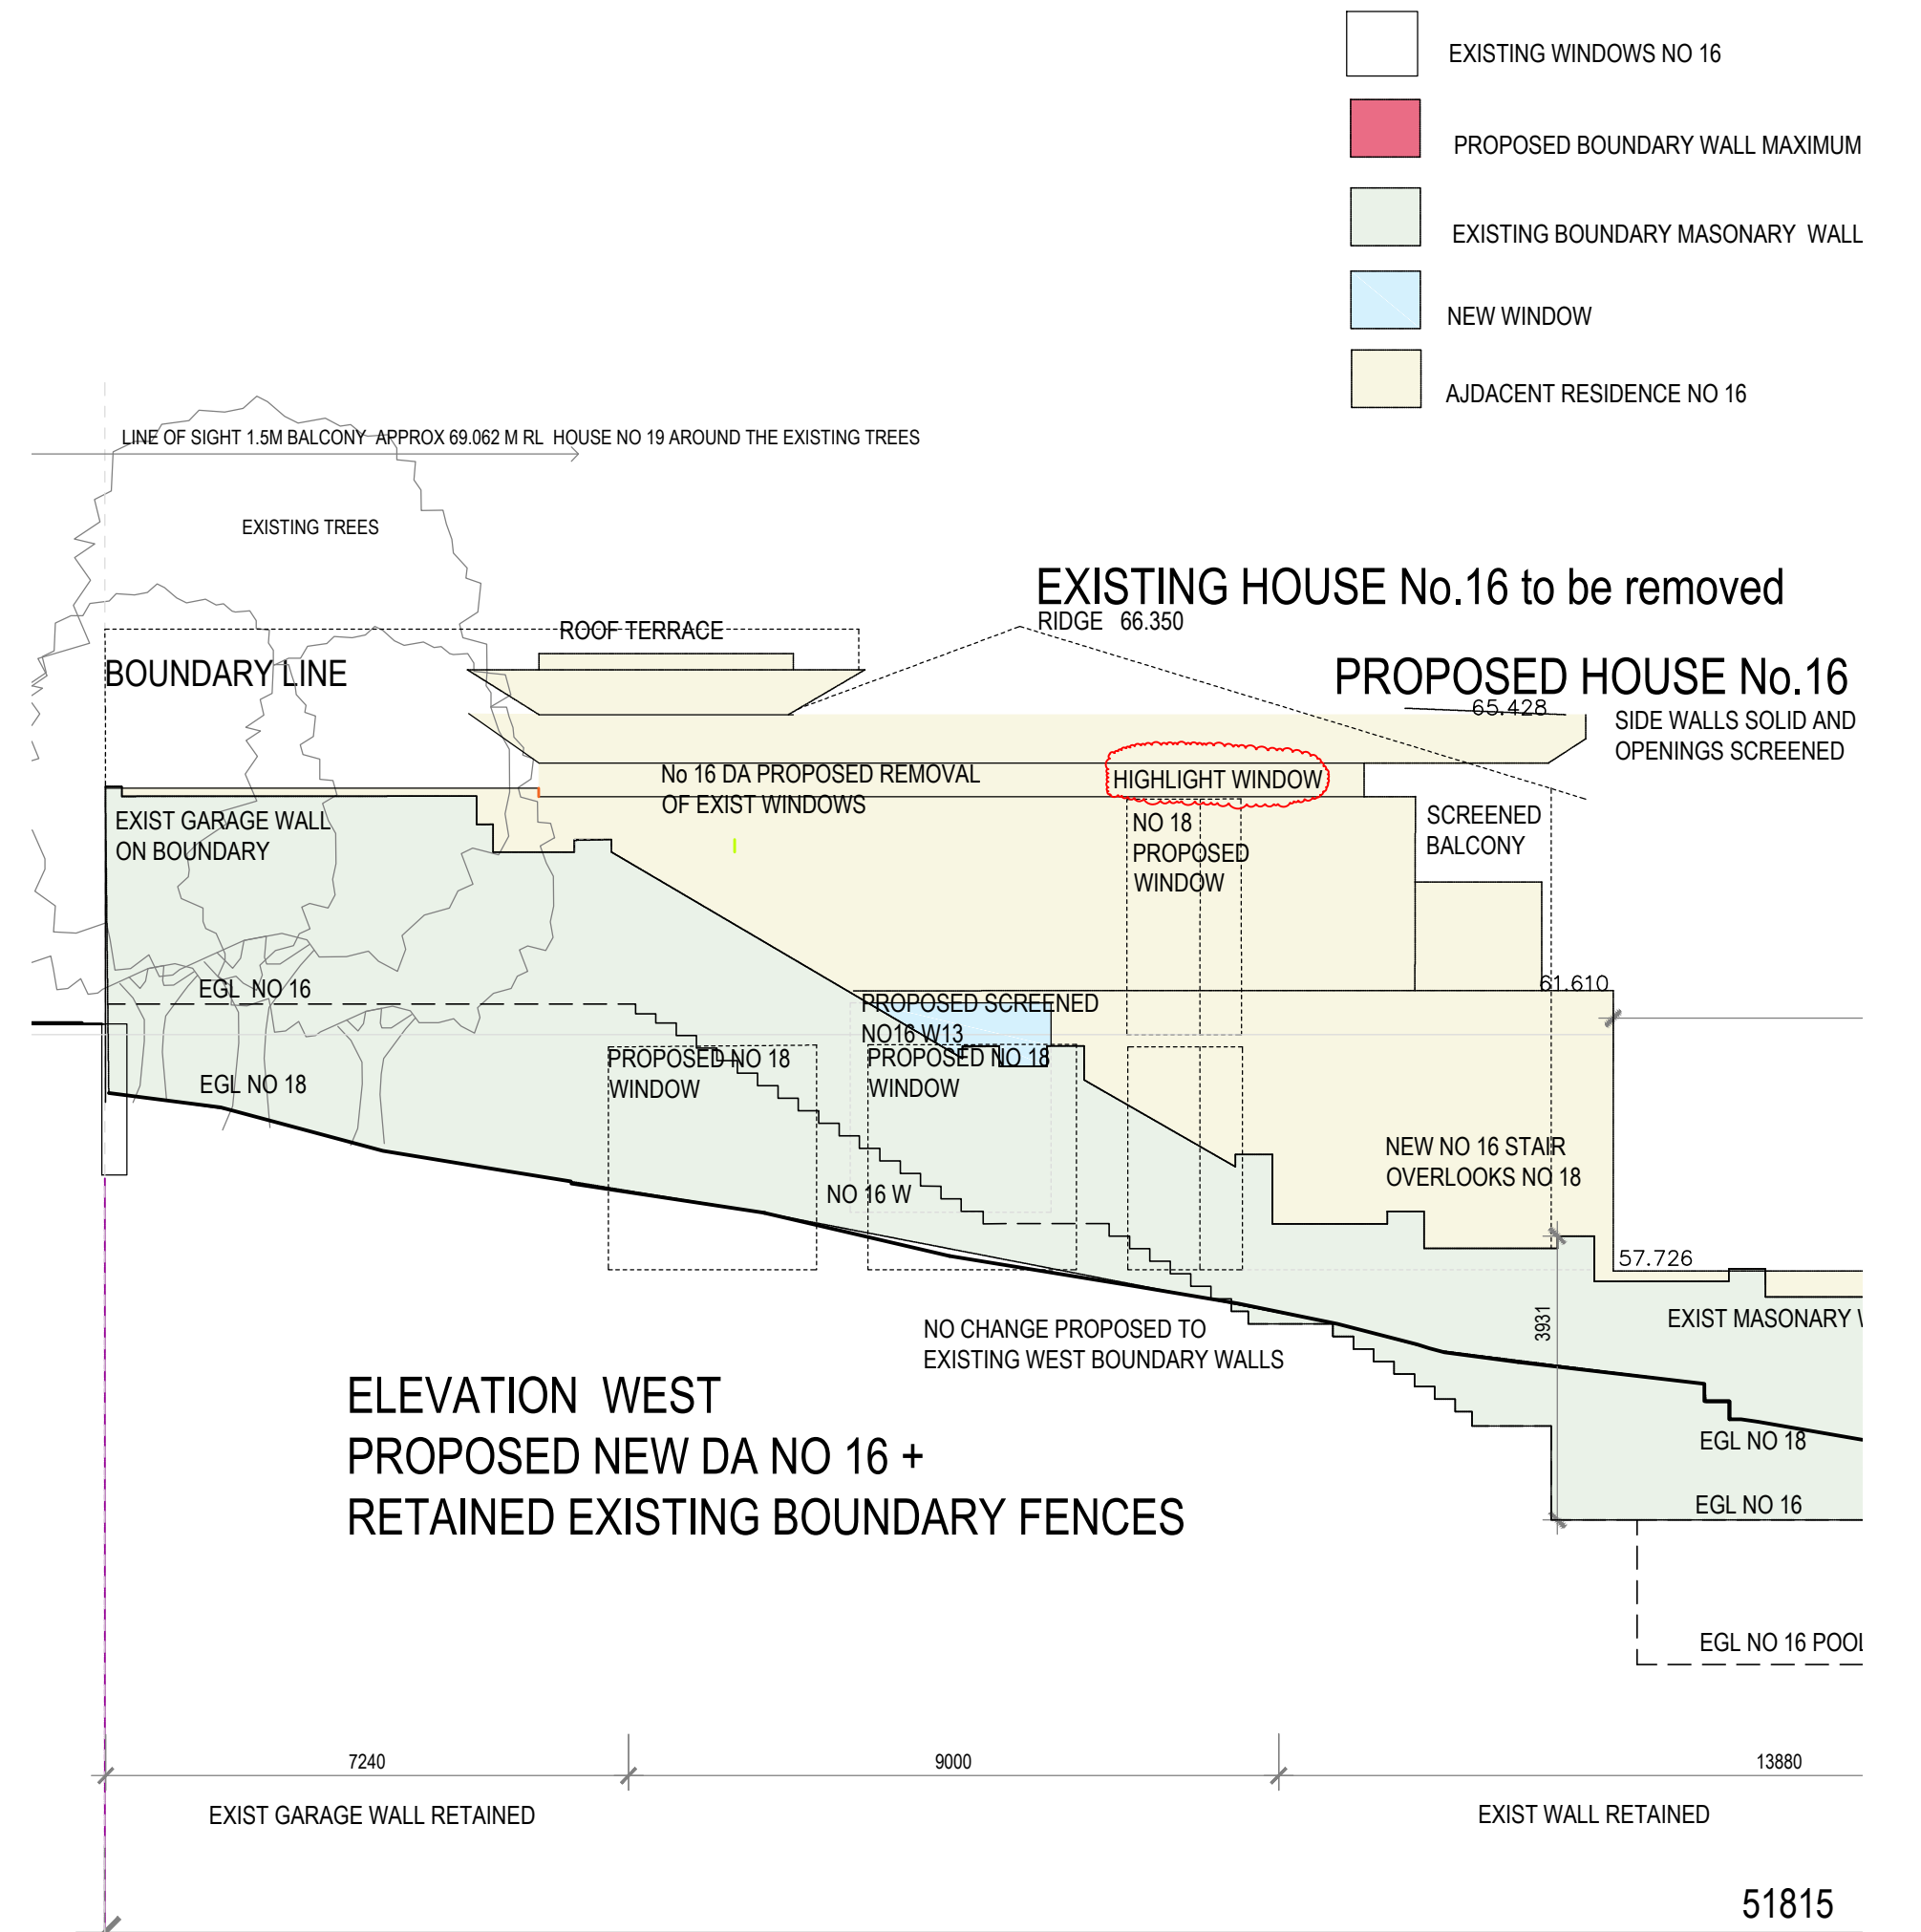 EXISTING WINDOWS NO 16
PROPOSED BOUNDARY WALL MAXIMUM
EXISTING BOUNDARY MASONARY WALL
NEW WINDOW
AJDACENT RESIDENCE NO 16
LINE OF SIGHT 1.5M BALCONY APPROX 69.062 M RL HOUSE NO 19 AROUND THE EXISTING TREES
EXISTING TREES
EXISTING HOUSE No.16 to be removed
RIDGE 66.350
ROOF TERRACE
BOUNDARY LINE
PROPOSED HOUSE No.16
65.428
SIDE WALLS SOLID AND
OPENINGS SCREENED
No 16 DA PROPOSED REMOVAL
OF EXIST WINDOWS
HIGHLIGHT WINDOW
EXIST GARAGE WALL
ON BOUNDARY
NO 18
PROPOSED
WINDOW
SCREENED
BALCONY
EGL NO 16
61.610
PROPOSED SCREENED
NO16 W13
PROPOSED NO 18
WINDOW
PROPOSED NO 18
WINDOW
EGL NO 18
NEW NO 16 STAIR
OVERLOOKS NO 18
NO 16 W
57.726
3931
EXIST MASONARY
NO CHANGE PROPOSED TO
EXISTING WEST BOUNDARY WALLS
ELEVATION WEST
PROPOSED NEW DA NO 16 +
RETAINED EXISTING BOUNDARY FENCES
EGL NO 18
EGL NO 16
EGL NO 16 POOL
7240
9000
13880
EXIST GARAGE WALL RETAINED
EXIST WALL RETAINED
51815